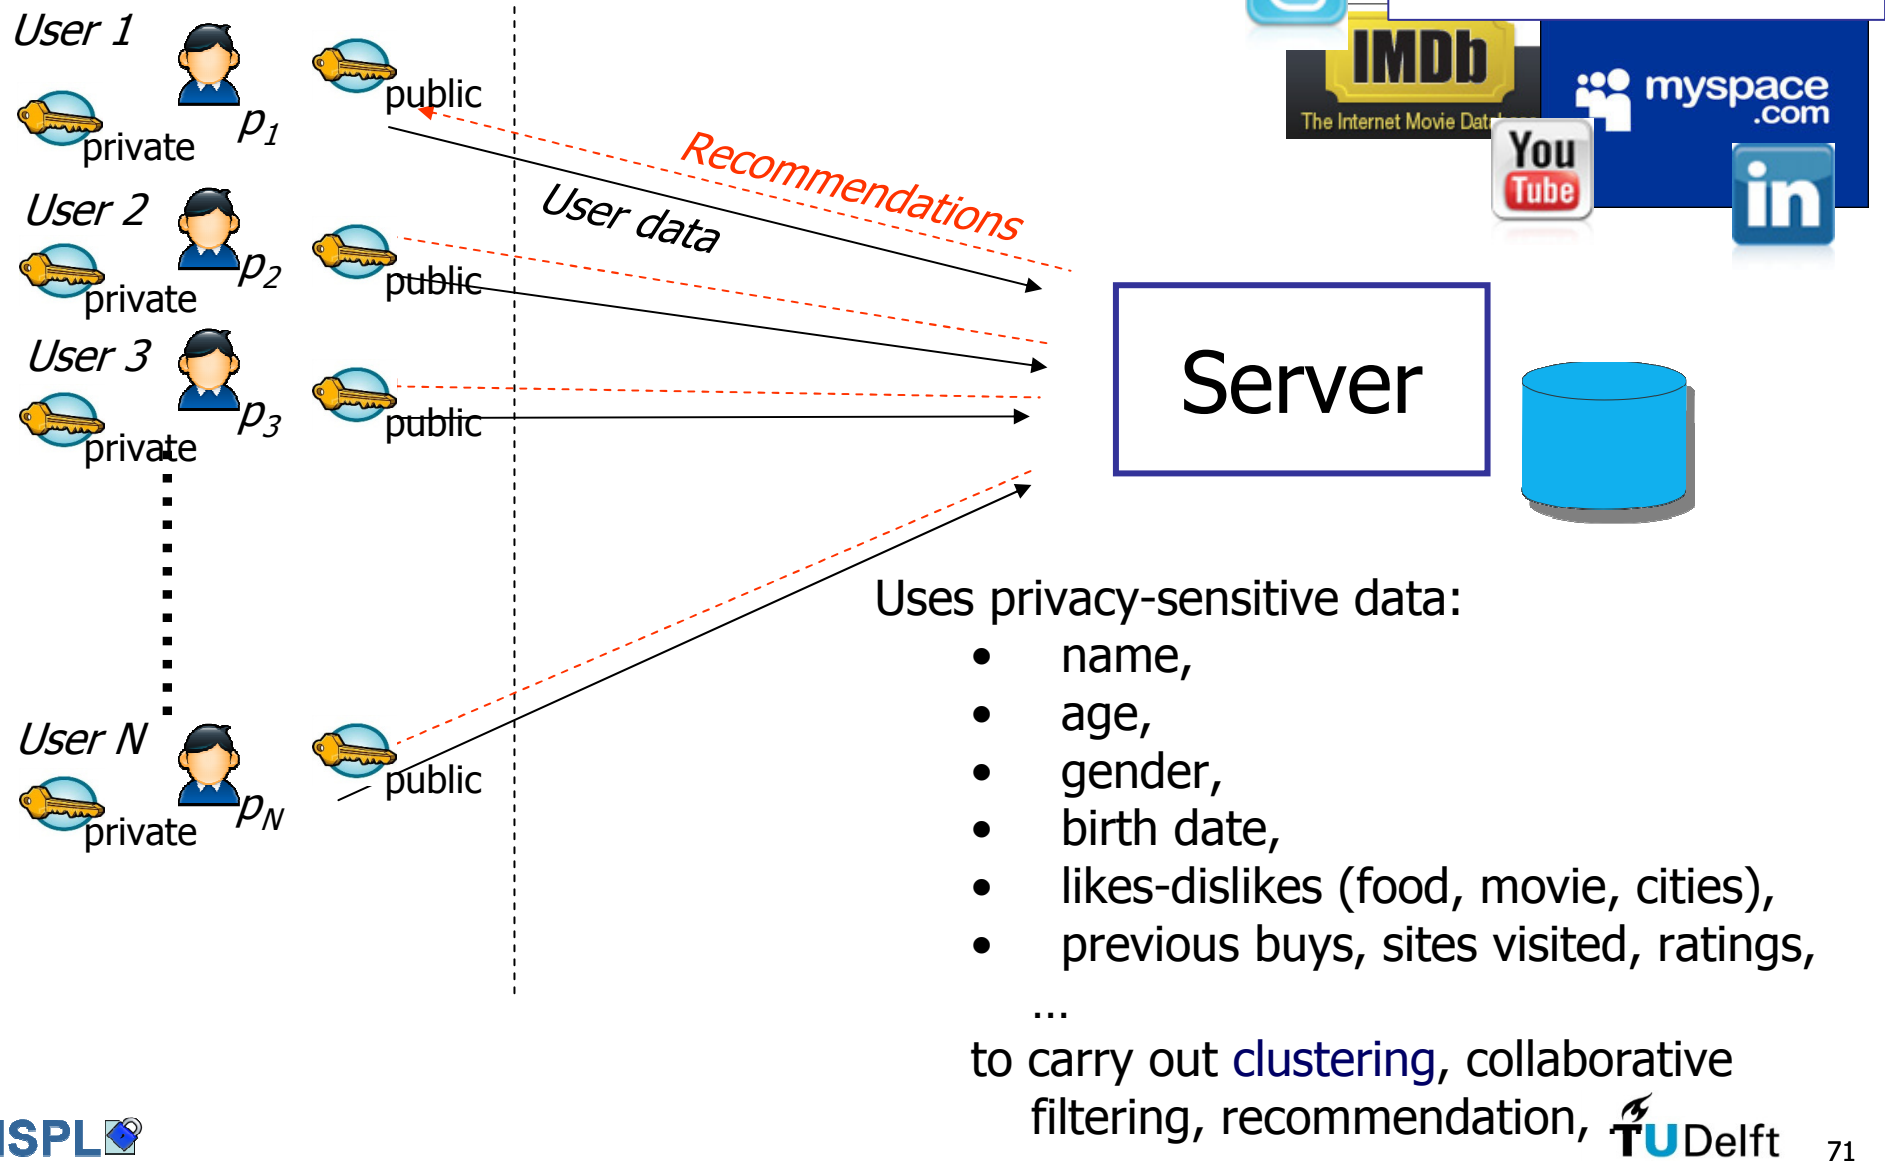 User 1
p1
private
public
User 2
p2
private
public
User 3
p3
private
public
User N
pN
private
public
Recommendations
User data
IMDb
The Internet Movie Database
myspace
.com
You
Tube
in
Server
Uses privacy-sensitive data:
• name,
• age,
• gender,
• birth date,
• likes-dislikes (food, movie, cities),
• previous buys, sites visited, ratings,
…
to carry out clustering, collaborative
filtering, recommendation,
ISPL
TU Delft
71